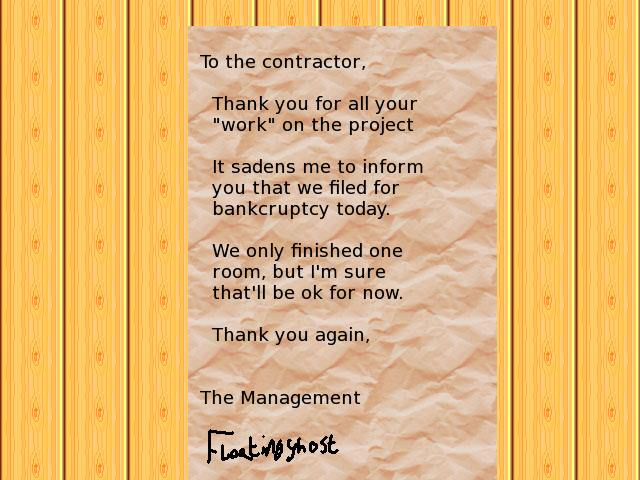 To the contractor,
Thank you for all your
"work" on the project
It sadens me to inform
you that we filed for
bankcruptcy today.
We only finished one
room, but I'm sure
that'll be ok for now.
Thank you again,
The Management
Floatingghost